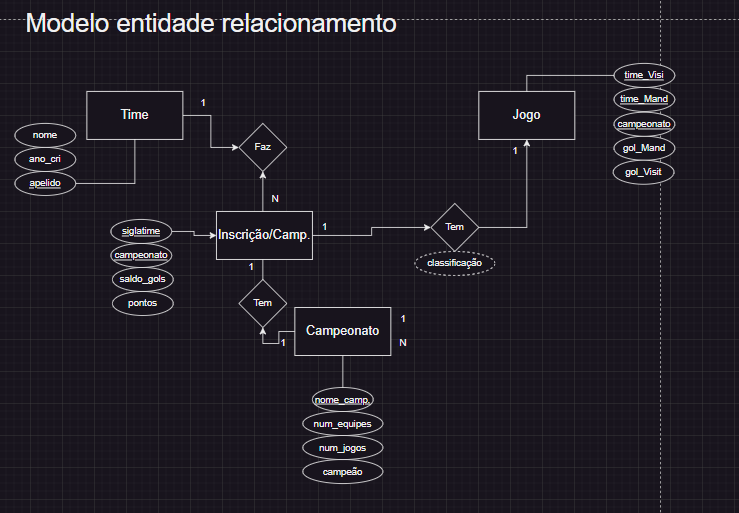 Modelo entidade relacionamento
Time
1
Faz
nome
ano_cri
apelido
N
Jogo
1
time_Visi
time_Mand
campeonato
gol_Mand
gol_Visit
siglatime
campeonato
saldo_gols
pontos
Inscrição/Camp.
1
Tem
classificação
1
Tem
1
Campeonato
1
N
nome_camp.
num_equipes
num_jogos
campeão